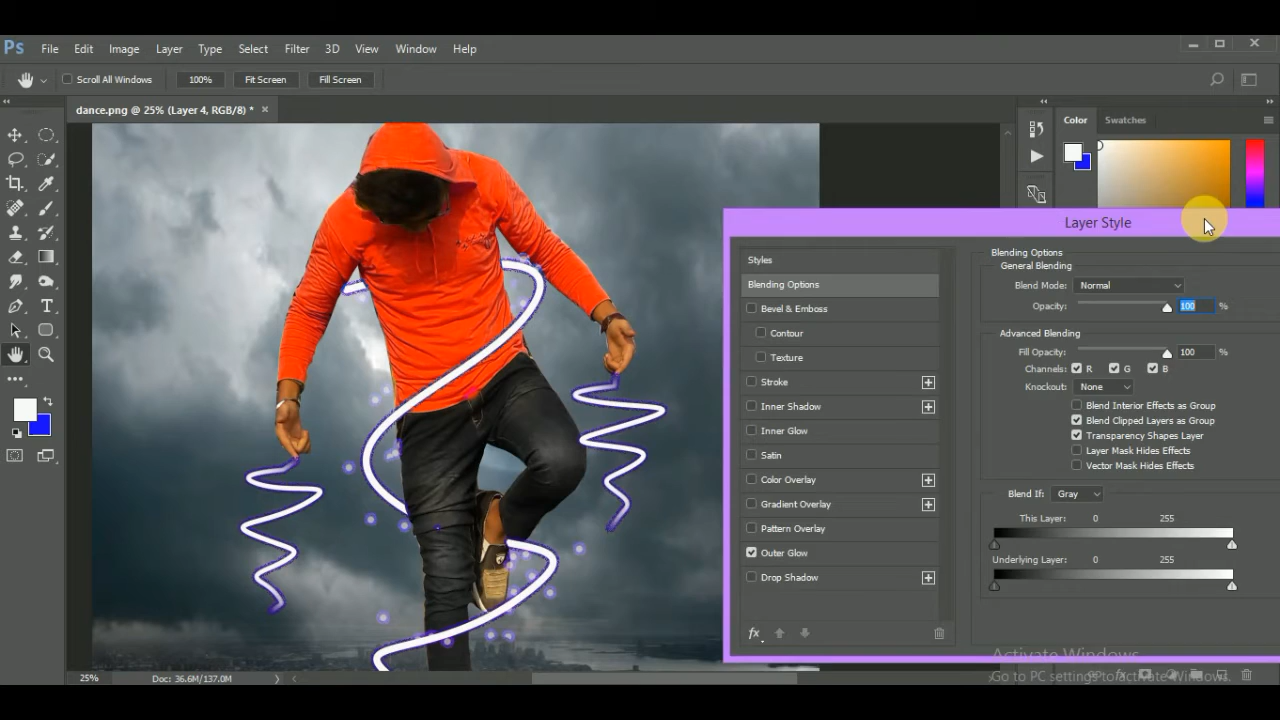 Ps File Edit Image Layer Type Select Filter 3D View Window Help
Scroll All Windows 100% Fit Screen Fill Screen
dance.png @ 25% (Layer 4, RGB/8) * ×
Color Swatches
Layer Style
Styles
Blending Options
Bevel & Emboss
Contour
Texture
Stroke
Inner Shadow
Inner Glow
Satin
Color Overlay
Gradient Overlay
Pattern Overlay
Outer Glow
Drop Shadow
fx
Blending Options
General Blending
Blend Mode: Normal
Opacity: 100 %
Advanced Blending
Fill Opacity: 100 %
Channels: R G B
Knockout: None
Blend Interior Effects as Group
Blend Clipped Layers as Group
Transparency Shapes Layer
Layer Mask Hides Effects
Vector Mask Hides Effects
Blend If: Gray
This Layer: 0 255
Underlying Layer: 0 255
Activate Windows
Go to PC settings to activate Windows.
25% Doc: 36.6M/137.0M